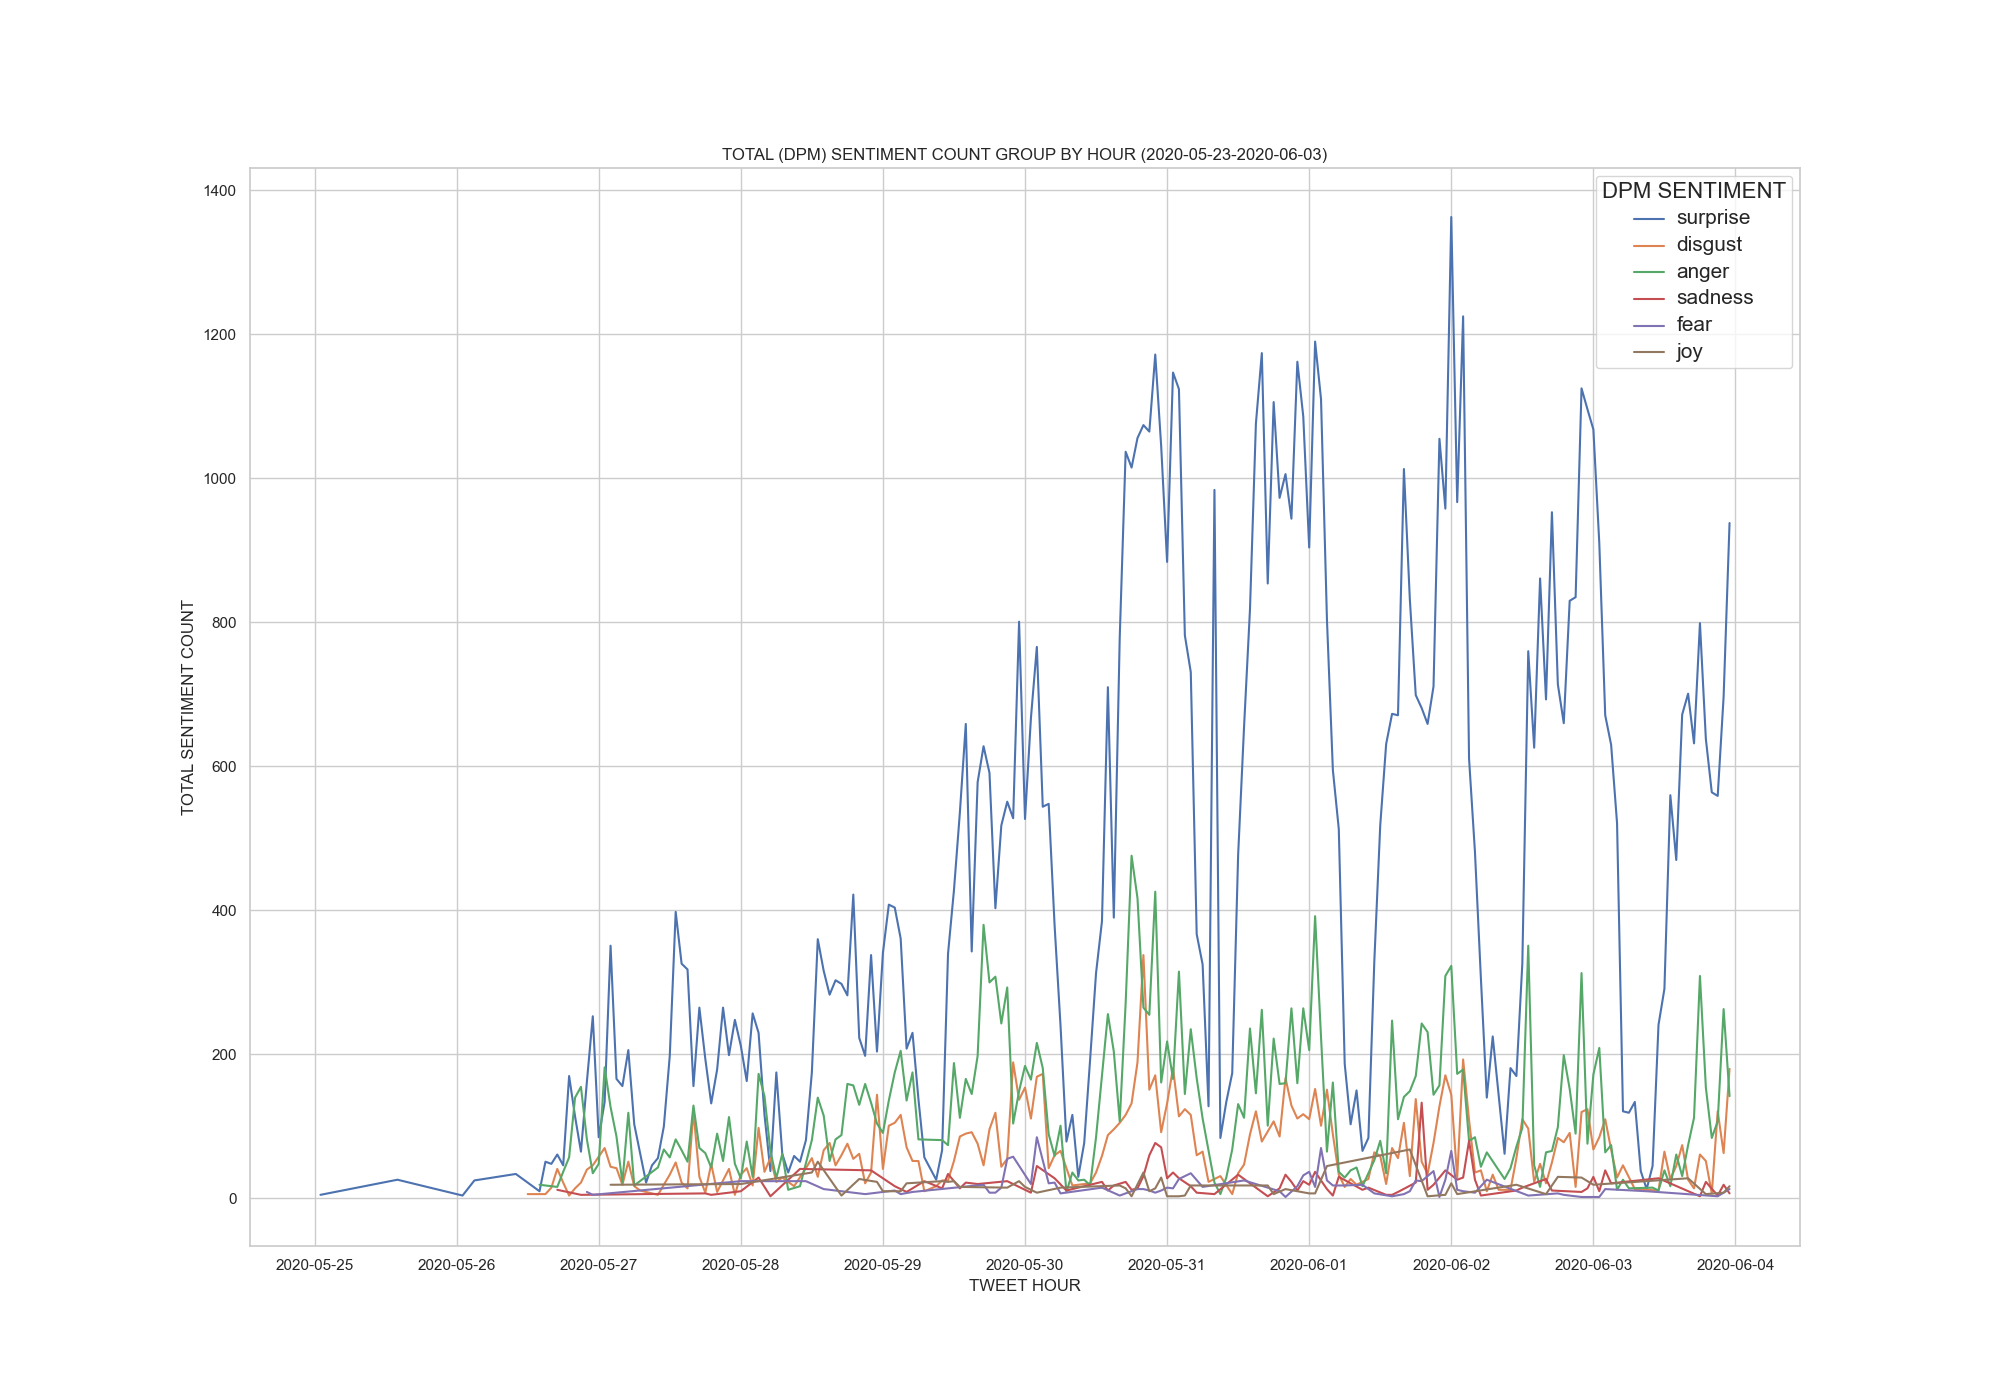 TOTAL (DPM) SENTIMENT COUNT GROUP BY HOUR (2020-05-23-2020-06-03)
DPM SENTIMENT
surprise
disgust
anger
sadness
fear
joy
TOTAL SENTIMENT COUNT
1400
1200
1000
800
600
400
200
0
2020-05-25 2020-05-26 2020-05-27 2020-05-28 2020-05-29 2020-05-30 2020-05-31 2020-06-01 2020-06-02 2020-06-03 2020-06-04
TWEET HOUR